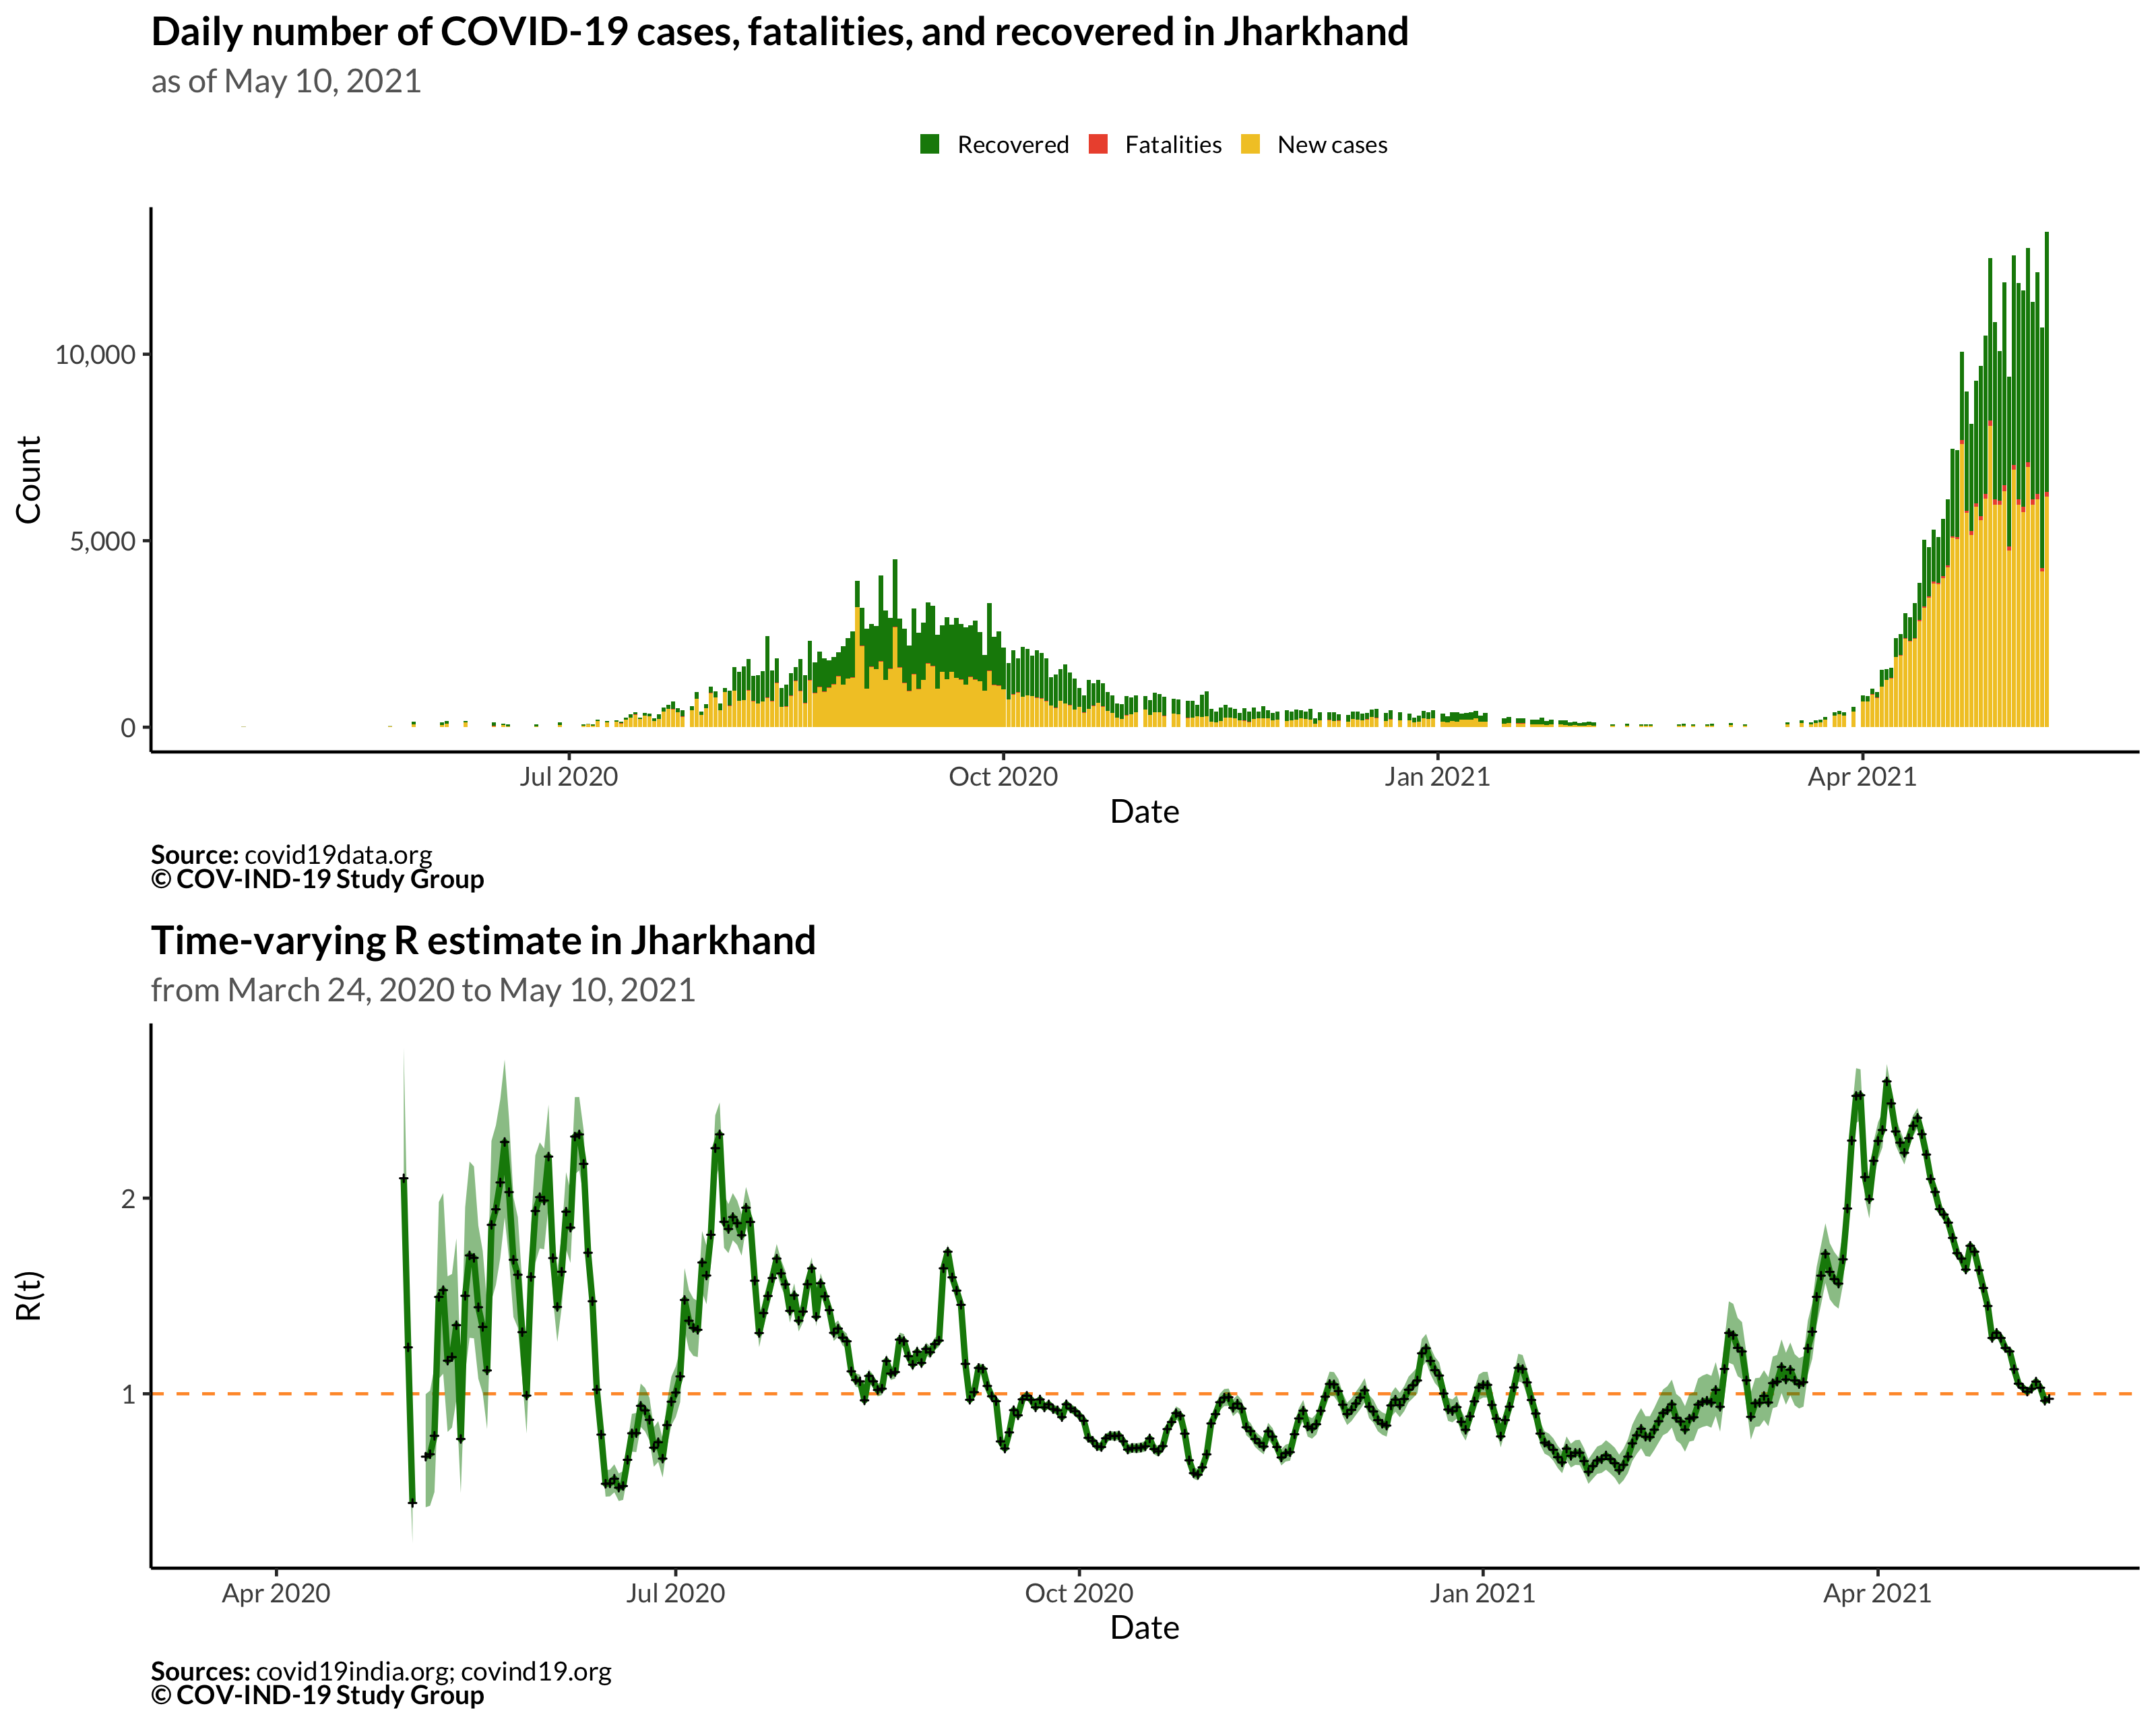 Daily number of COVID-19 cases, fatalities, and recovered in Jharkhand
as of May 10, 2021
Recovered Fatalities New cases
Count
10,000
5,000
0
Jul 2020 Oct 2020 Jan 2021 Apr 2021
Date
Source: covid19data.org
© COV-IND-19 Study Group
Time-varying R estimate in Jharkhand
from March 24, 2020 to May 10, 2021
R(t)
2
1
Apr 2020 Jul 2020 Oct 2020 Jan 2021 Apr 2021
Date
Sources: covid19india.org; covind19.org
© COV-IND-19 Study Group